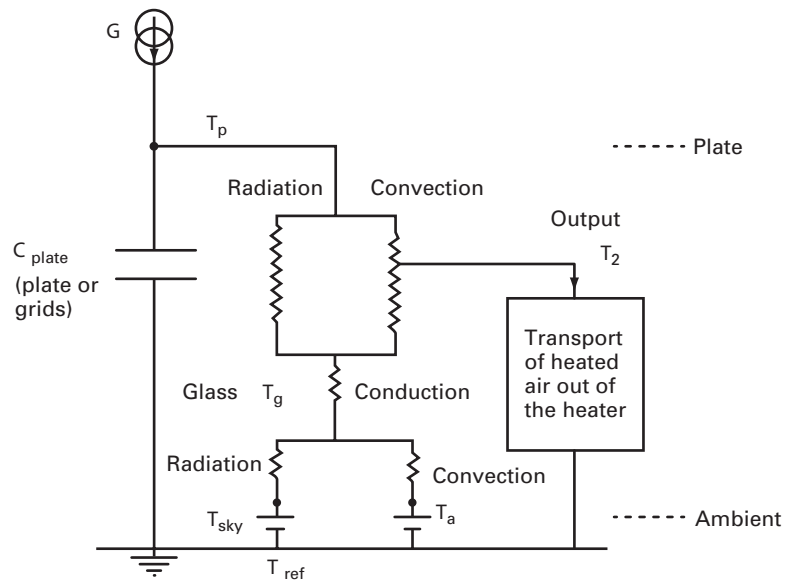 G
T_p
Plate
Radiation
Convection
Output
T_2
C_plate
(plate or
grids)
Transport
of heated
air out of
the heater
Glass
T_g
Conduction
Radiation
Convection
T_sky
T_a
Ambient
T_ref